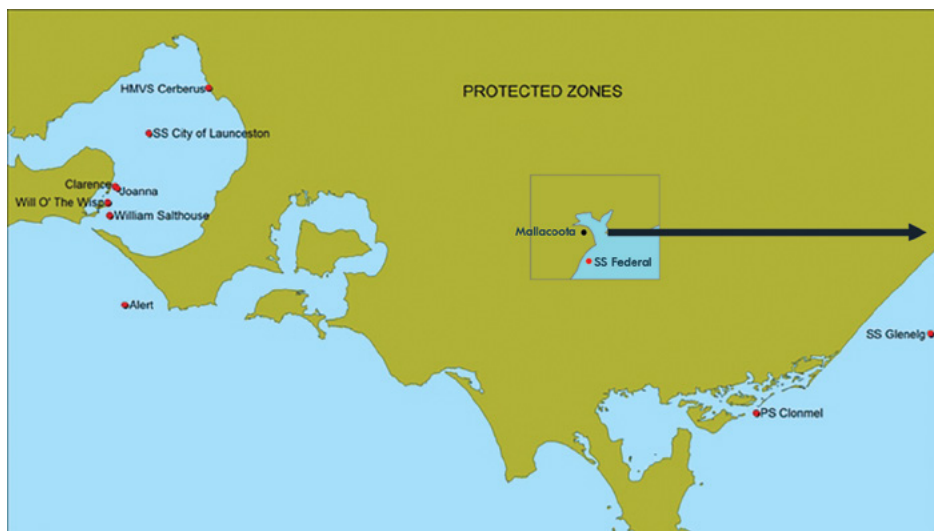 HMVS Cerberus
PROTECTED ZONES
SS City of Launceston
Clarence
Joanna
Will O' The Wisp
William Salthouse
Mallacoota
SS Federal
Alert
SS Glenelg
PS Clonmel